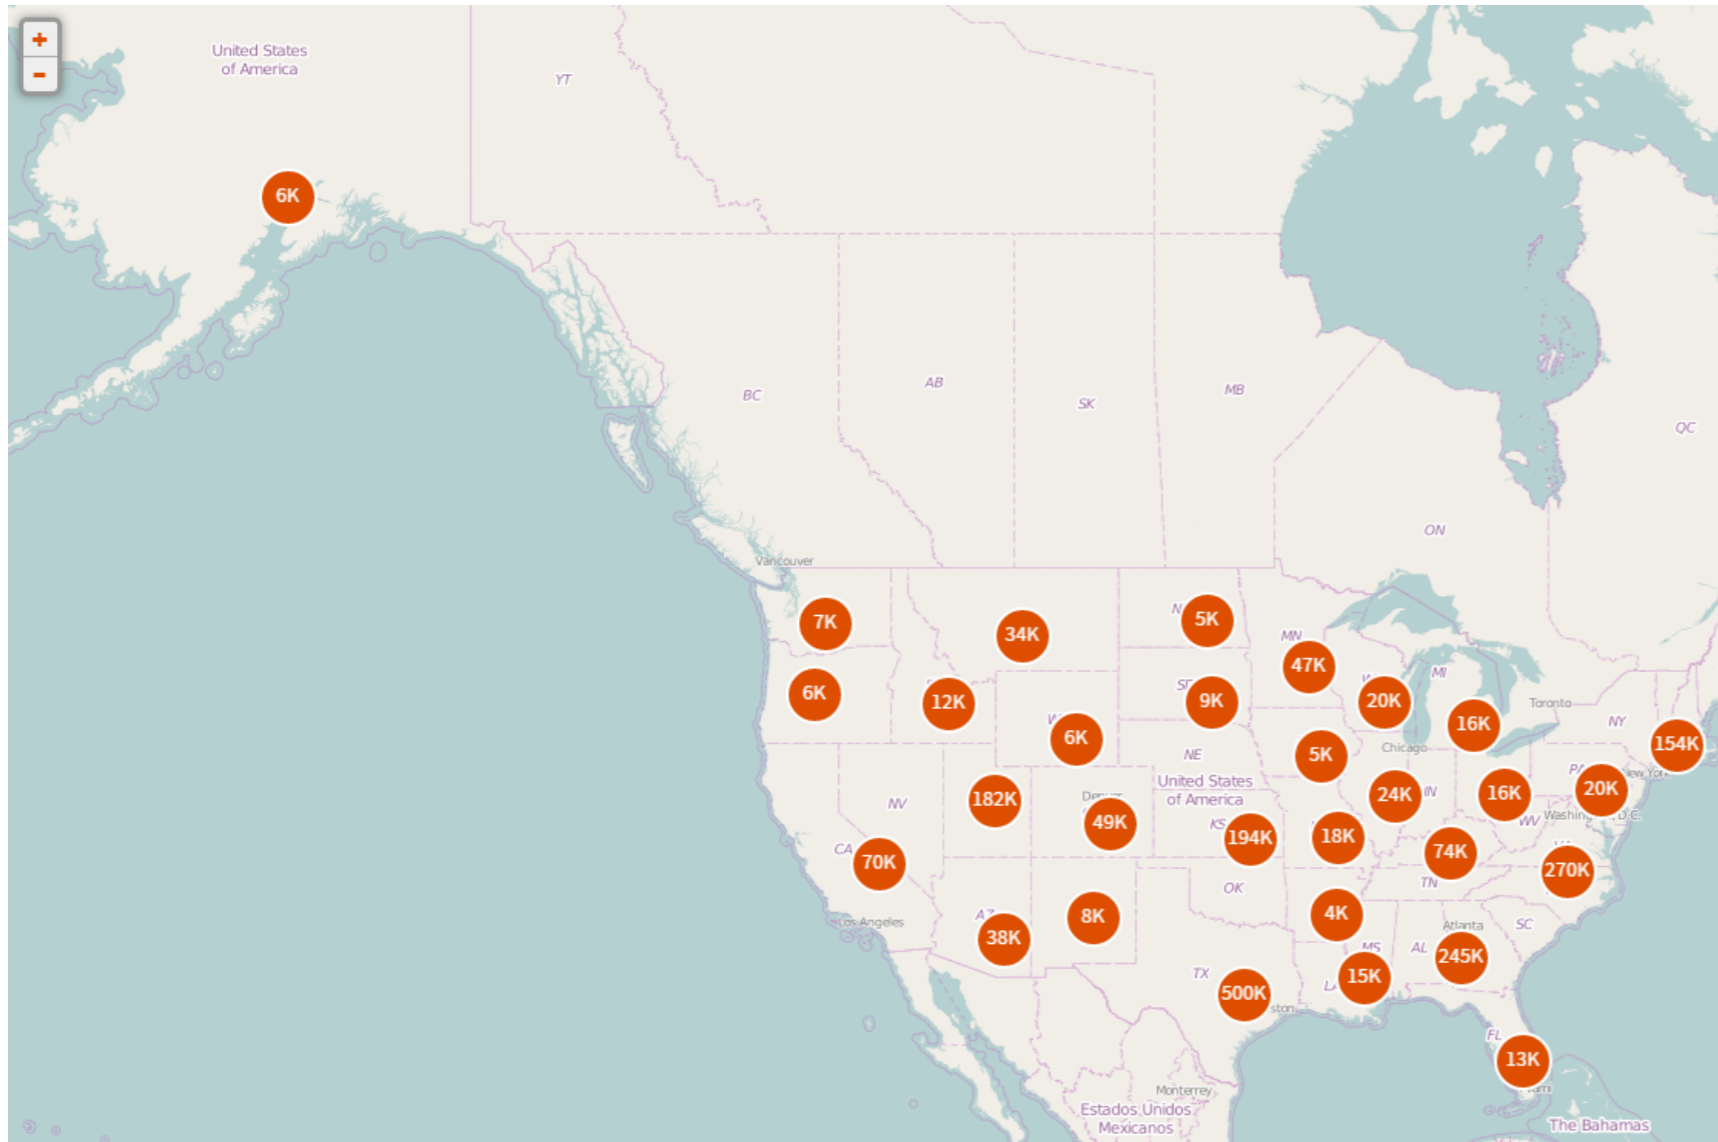 +
-
United States
of America
YT
6K
BC
AB
SK
MB
QC
ON
Vancouver
7K
34K
5K
MN
47K
MI
6K
12K
9K
20K
Toronto
16K
NY
154K
6K
NE
5K
Chicago
United States
of America
NV
182K
49K
KS
194K
24K
IN
16K
20K
WV
18K
74K
270K
CA
70K
OK
TN
Los Angeles
38K
8K
4K
Atlanta
SC
MS
AL
245K
TX
500K
15K
FL
13K
Monterrey
Estados Unidos
Mexicanos
The Bahamas